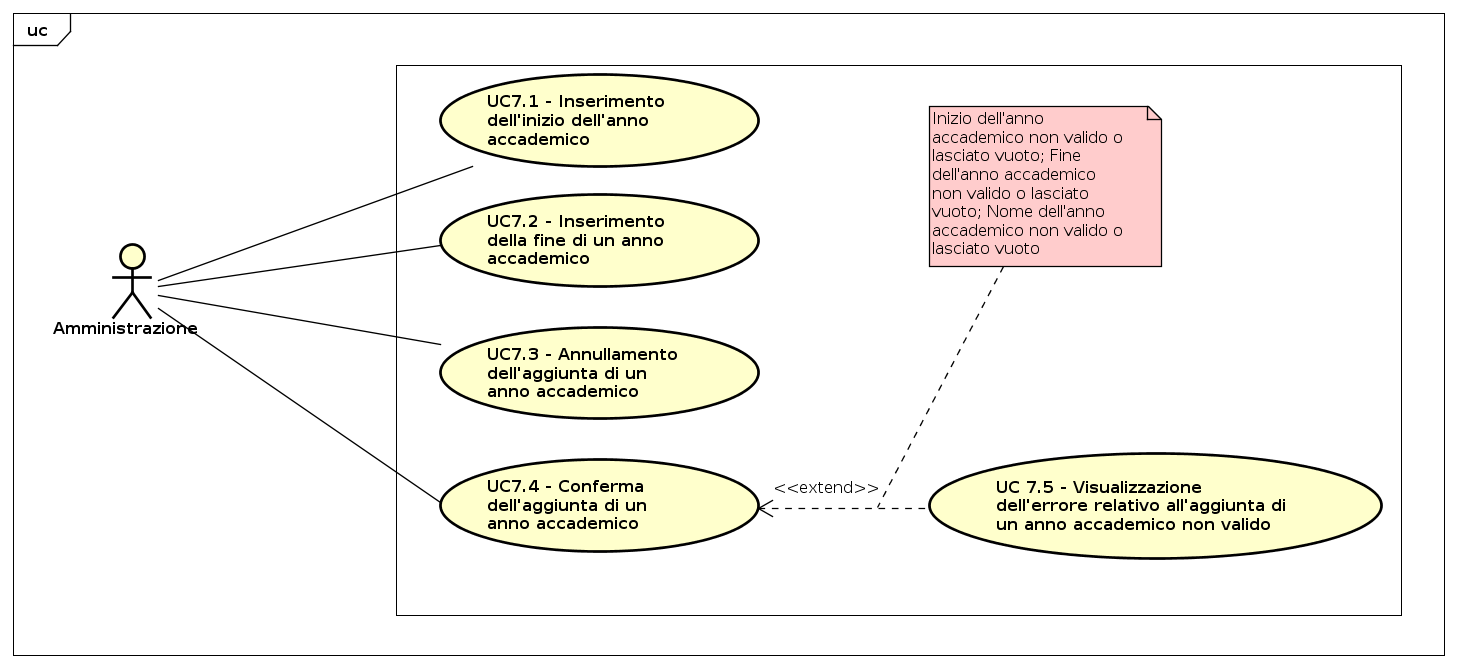 uc
UC7.1 - Inserimento
dell'inizio dell'anno
accademico
Inizio dell'anno
accademico non valido o
lasciato vuoto; Fine
dell'anno accademico
non valido o lasciato
vuoto; Nome dell'anno
accademico non valido o
lasciato vuoto
UC7.2 - Inserimento
della fine di un anno
accademico
Amministrazione
UC7.3 - Annullamento
dell'aggiunta di un
anno accademico
UC7.4 - Conferma
dell'aggiunta di un
anno accademico
<<extend>>
UC 7.5 - Visualizzazione
dell'errore relativo all'aggiunta di
un anno accademico non valido